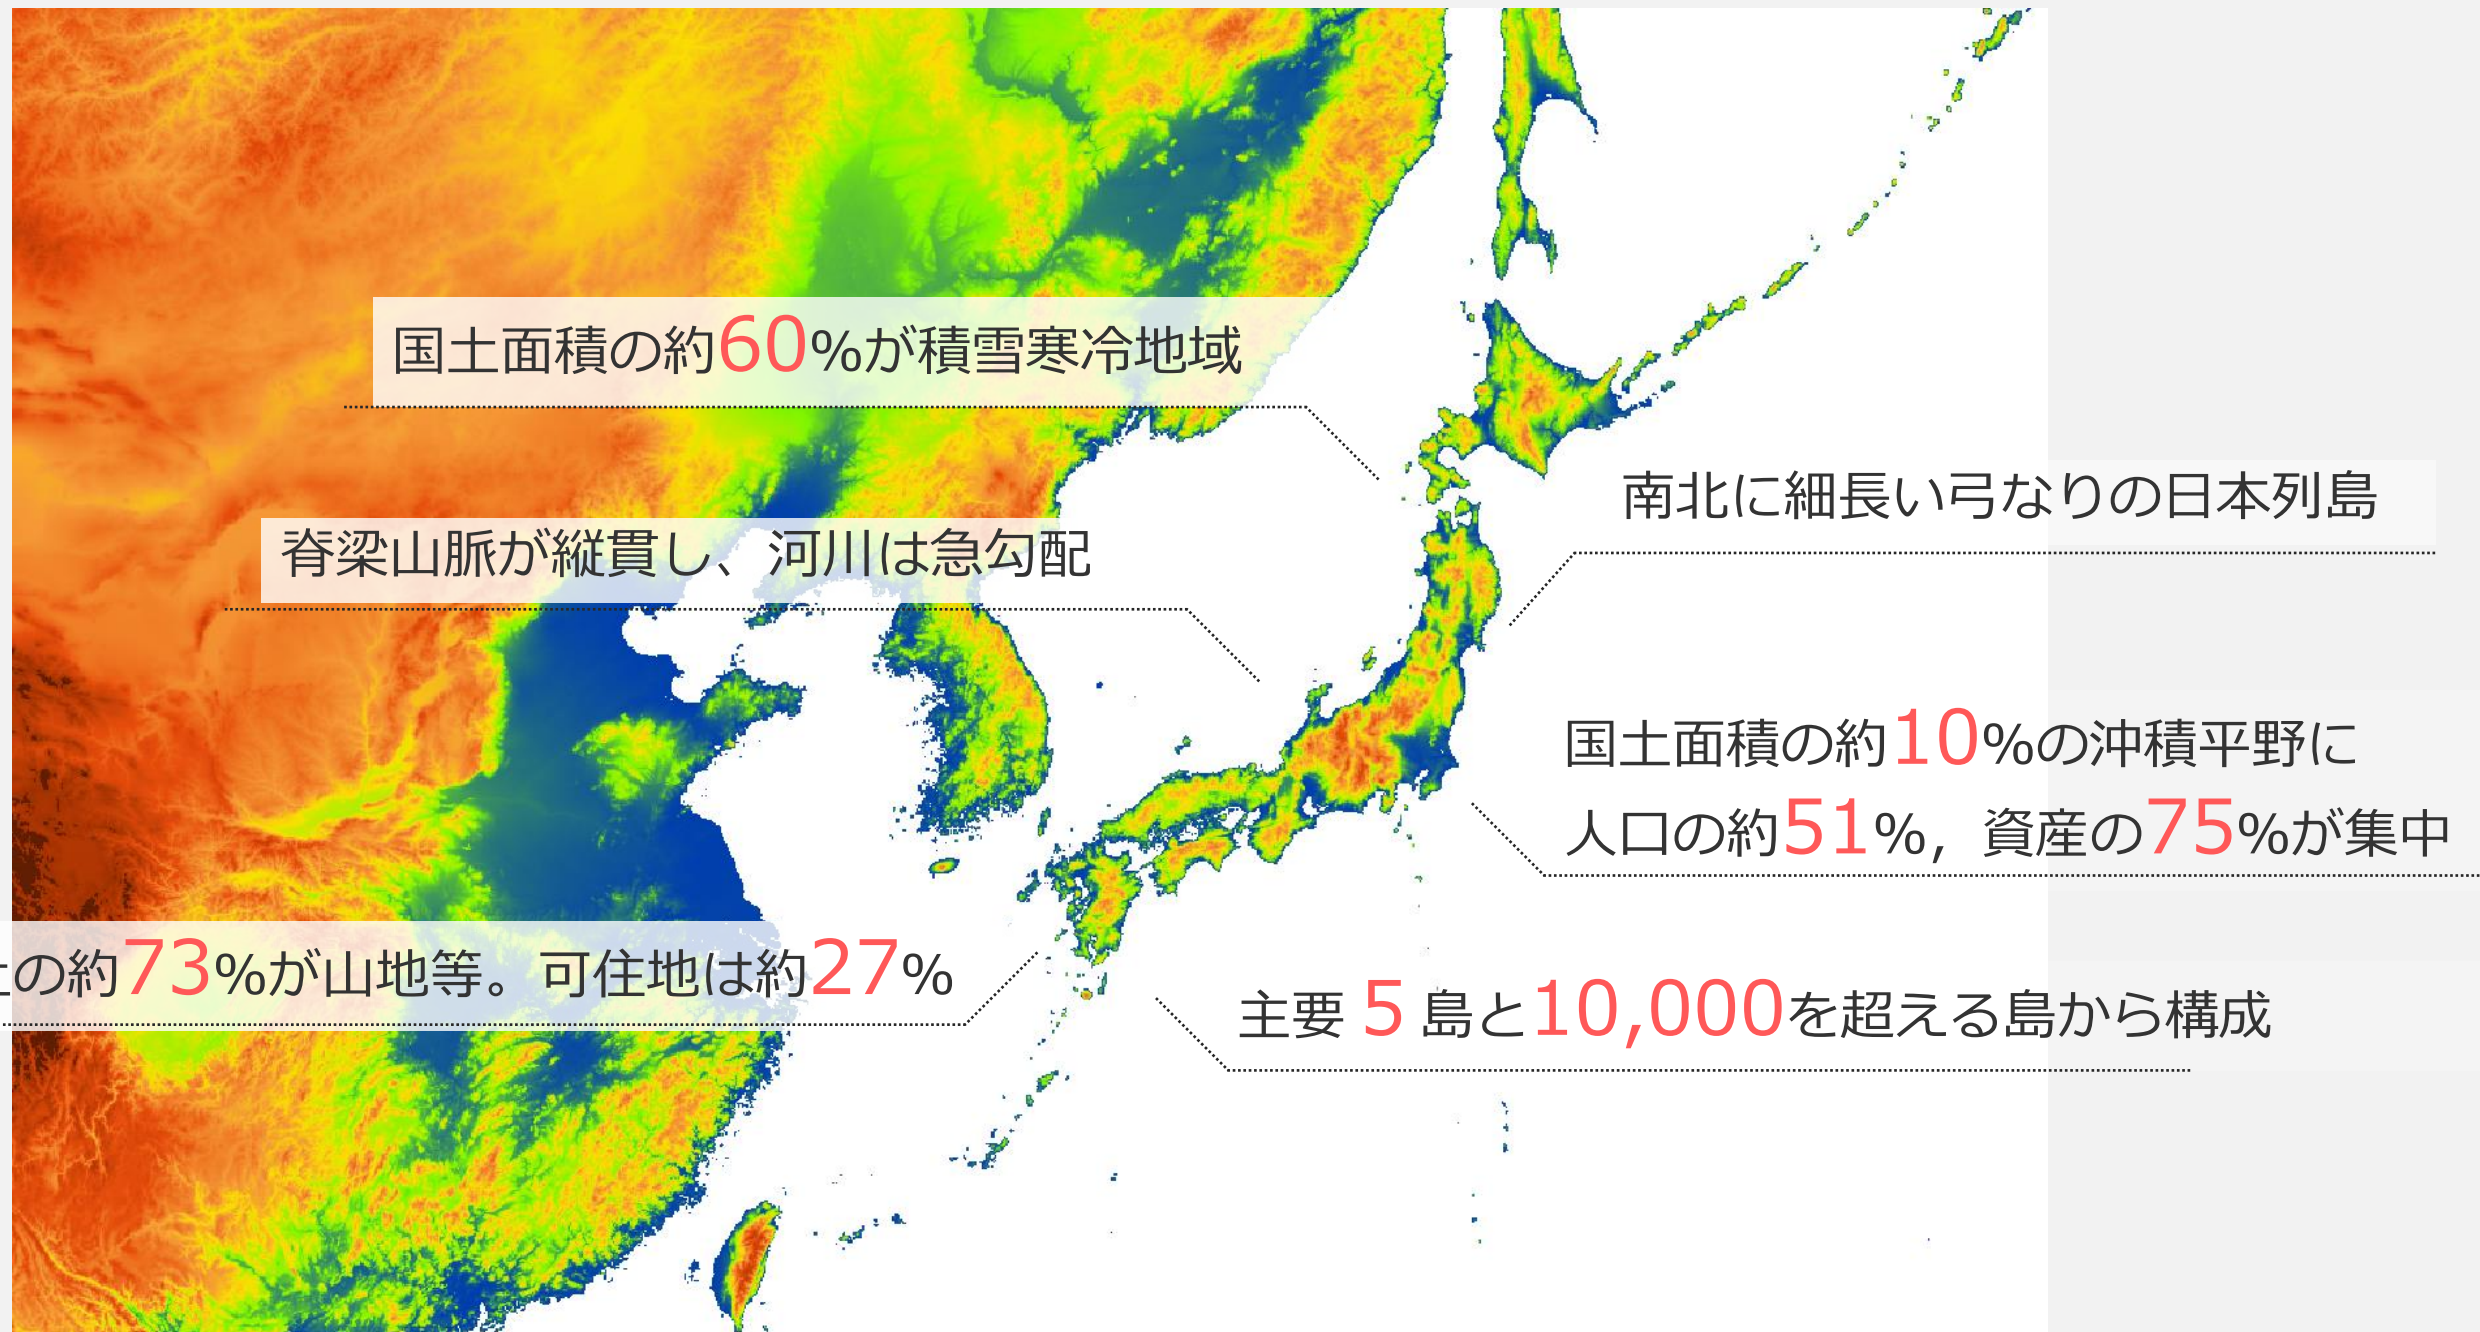 国土面積の約60%が積雪寒冷地域
南北に細長い弓なりの日本列島
脊梁山脈が縦貫し、河川は急勾配
国土面積の約10%の沖積平野に
人口の約51%，資産の75%が集中
の約73%が山地等。可住地は約27%
主要 5 島と10,000を超える島から構成